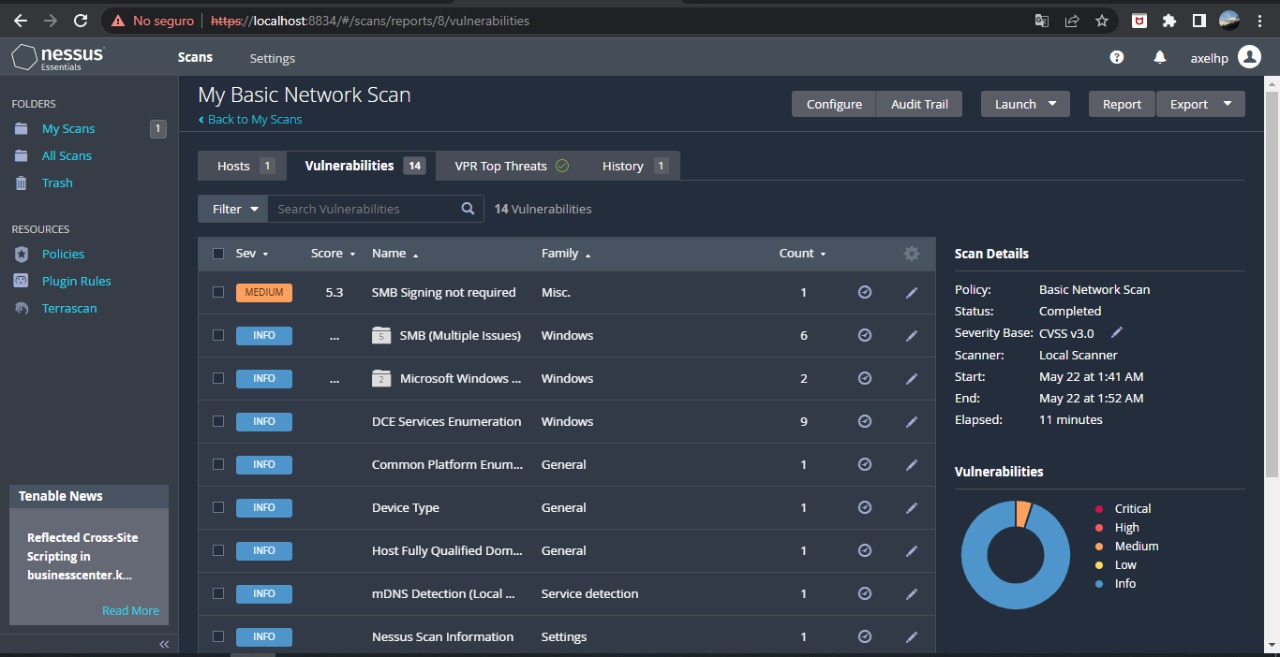 No seguro | https://localhost:8834/#/scans/reports/8/vulnerabilities
nessus
Essentials
Scans
Settings
?
axelhp
FOLDERS
My Scans 1
All Scans
Trash
RESOURCES
Policies
Plugin Rules
Terrascan
Tenable News
Reflected Cross-Site
Scripting in
businesscenter.k...
Read More
My Basic Network Scan
Back to My Scans
Configure Audit Trail Launch Report Export
Hosts 1 Vulnerabilities 14 VPR Top Threats History 1
Filter Search Vulnerabilities 14 Vulnerabilities
Sev Score Name Family Count
MEDIUM 5.3 SMB Signing not required Misc. 1
INFO ... 5 SMB (Multiple Issues) Windows 6
INFO ... 2 Microsoft Windows ... Windows 2
INFO DCE Services Enumeration Windows 9
INFO Common Platform Enum... General 1
INFO Device Type General 1
INFO Host Fully Qualified Dom... General 1
INFO mDNS Detection (Local ... Service detection 1
INFO Nessus Scan Information Settings 1
Scan Details
Policy: Basic Network Scan
Status: Completed
Severity Base: CVSS v3.0
Scanner: Local Scanner
Start: May 22 at 1:41 AM
End: May 22 at 1:52 AM
Elapsed: 11 minutes
Vulnerabilities
Critical
High
Medium
Low
Info